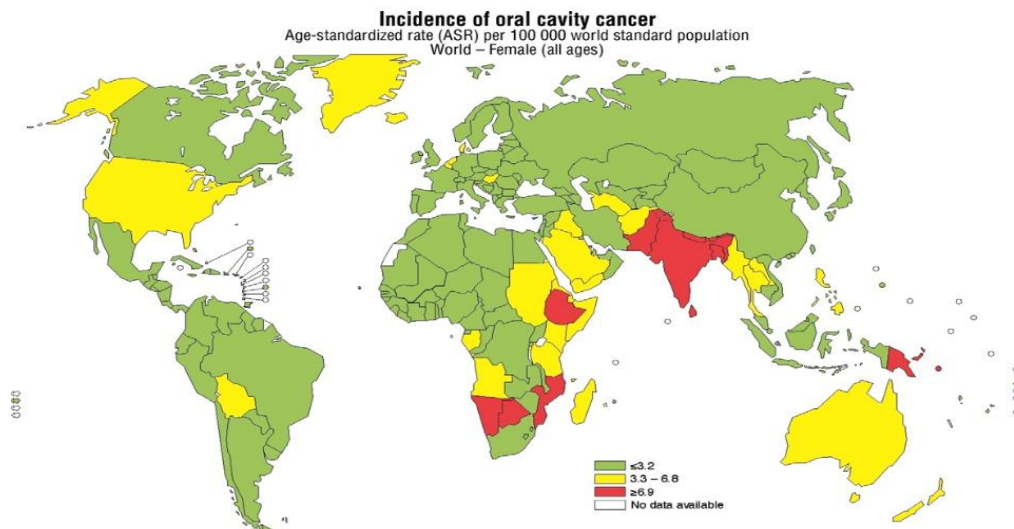 Incidence of oral cavity cancer
Age-standardized rate (ASR) per 100 000 world standard population
World – Female (all ages)
≤3.2
3.3 – 6.8
≥6.9
No data available